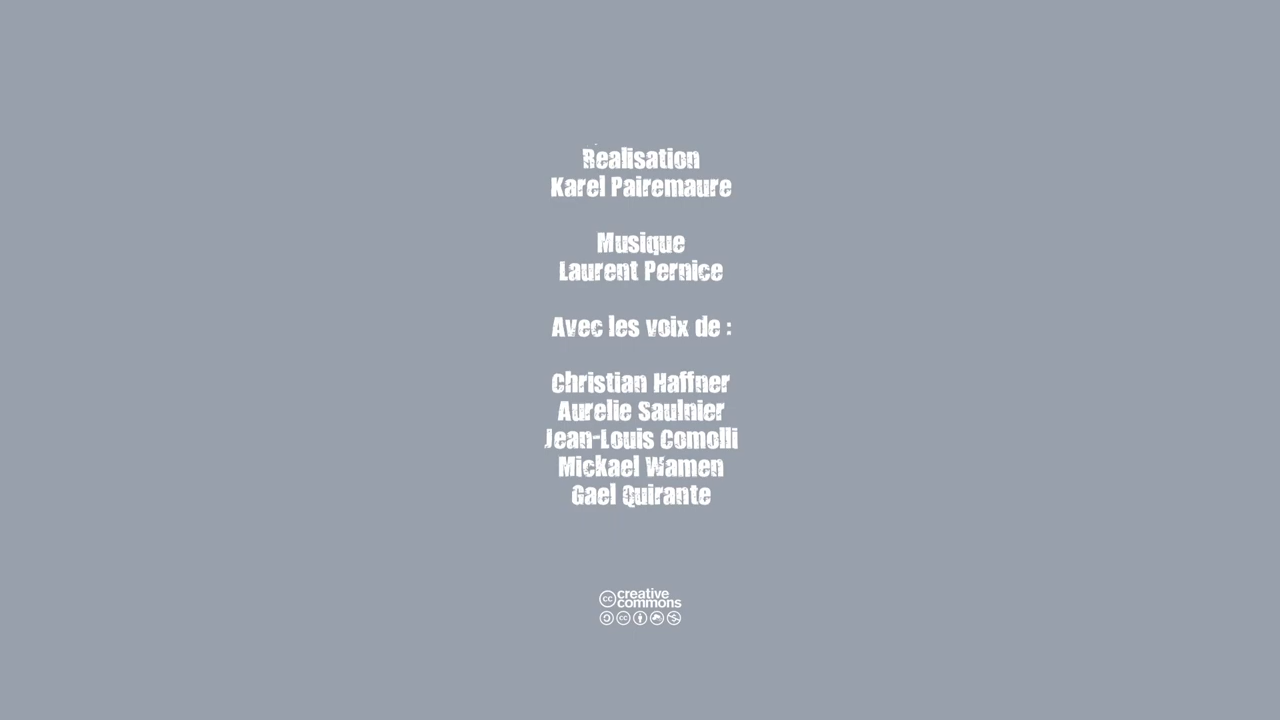 Realisation
Karel Pairemaure
Musique
Laurent Pernice
Avec les voix de :
Christian Haffner
Aurelie Saulnier
Jean-Louis Comolli
Mickael Wamen
Gael Quirante
cc creative
commons